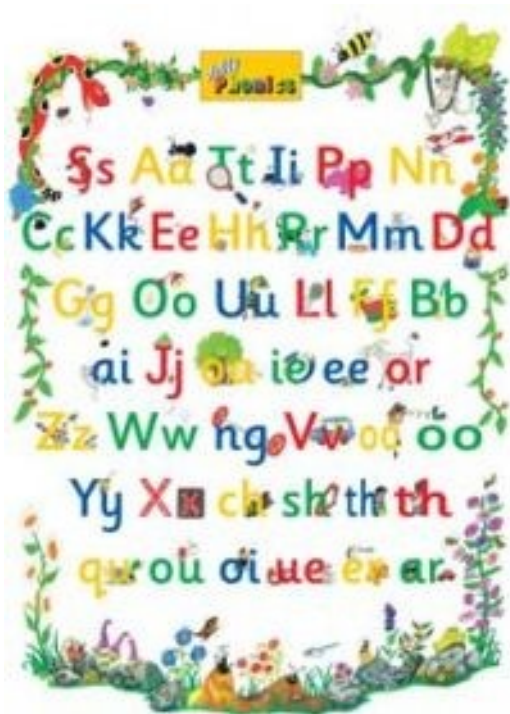 Jolly
Phonics
Ss Aa Tt Ii Pp Nn
Cc Kk Ee Hh Rr Mm Dd
Gg Oo Uu Ll Ff Bb
ai Jj oa ie ee or
Zz Ww ng Vv oo oo
Yy Xx ch sh th th
qu ou oi ue er ar